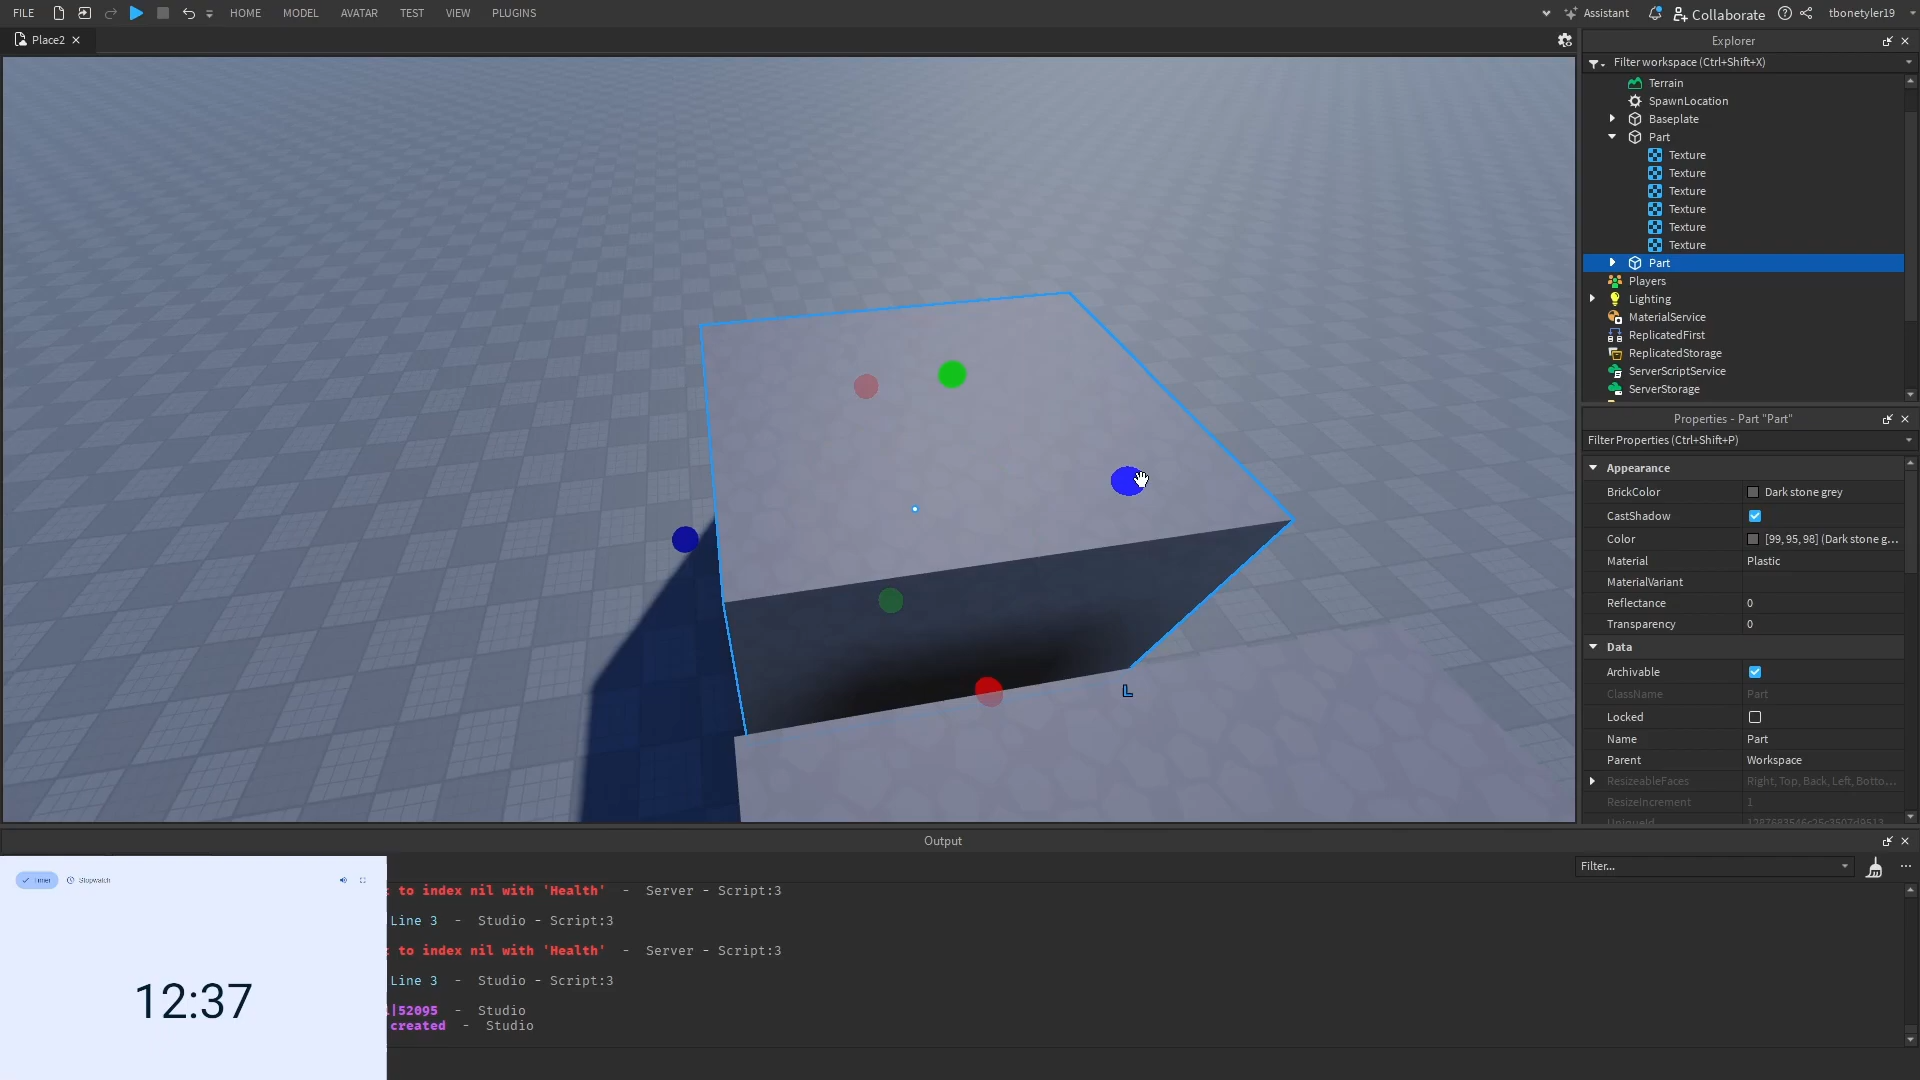 FILE HOME MODEL AVATAR TEST VIEW PLUGINS Assistant Collaborate tbonetyler19
Place2
Explorer
Filter workspace (Ctrl+Shift+X)
Terrain
SpawnLocation
Baseplate
Part
Texture
Texture
Texture
Texture
Texture
Texture
Part
Players
Lighting
MaterialService
ReplicatedFirst
ReplicatedStorage
ServerScriptService
ServerStorage
Properties - Part "Part"
Filter Properties (Ctrl+Shift+P)
Appearance
BrickColor Dark stone grey
CastShadow
Color [99, 95, 98] (Dark stone g...
Material Plastic
MaterialVariant
Reflectance 0
Transparency 0
Data
Archivable
ClassName Part
Locked
Name Part
Parent Workspace
ResizeableFaces Right, Top, Back, Left, Botto...
ResizeIncrement 1
L
Output
Filter...
to index nil with 'Health' - Server - Script:3
Line 3 - Studio - Script:3
to index nil with 'Health' - Server - Script:3
Line 3 - Studio - Script:3
|52095 - Studio
created - Studio
Timer Stopwatch
12:37